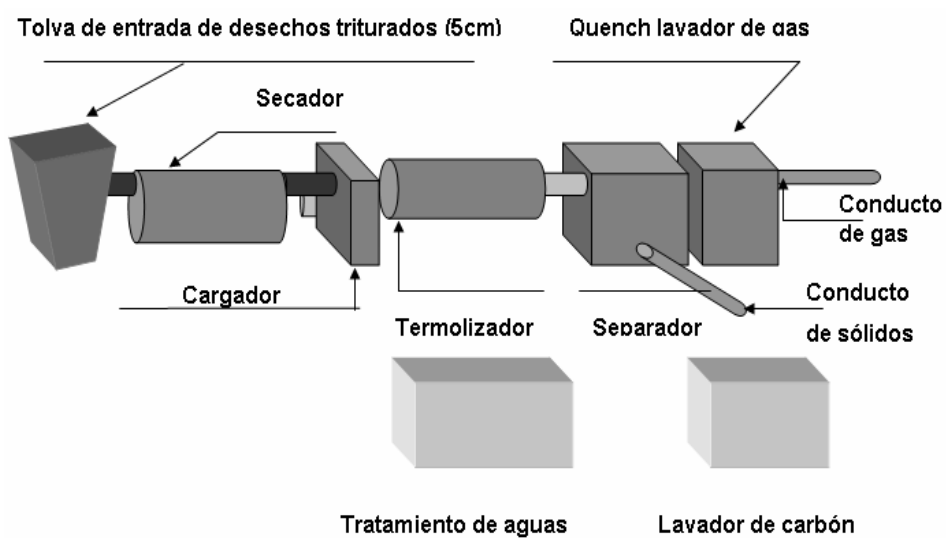 Tolva de entrada de desechos triturados (5cm)
Quench lavador de gas
Secador
Conducto
de gas
Cargador
Conducto
de sólidos
Termolizador
Separador
Tratamiento de aguas
Lavador de carbón